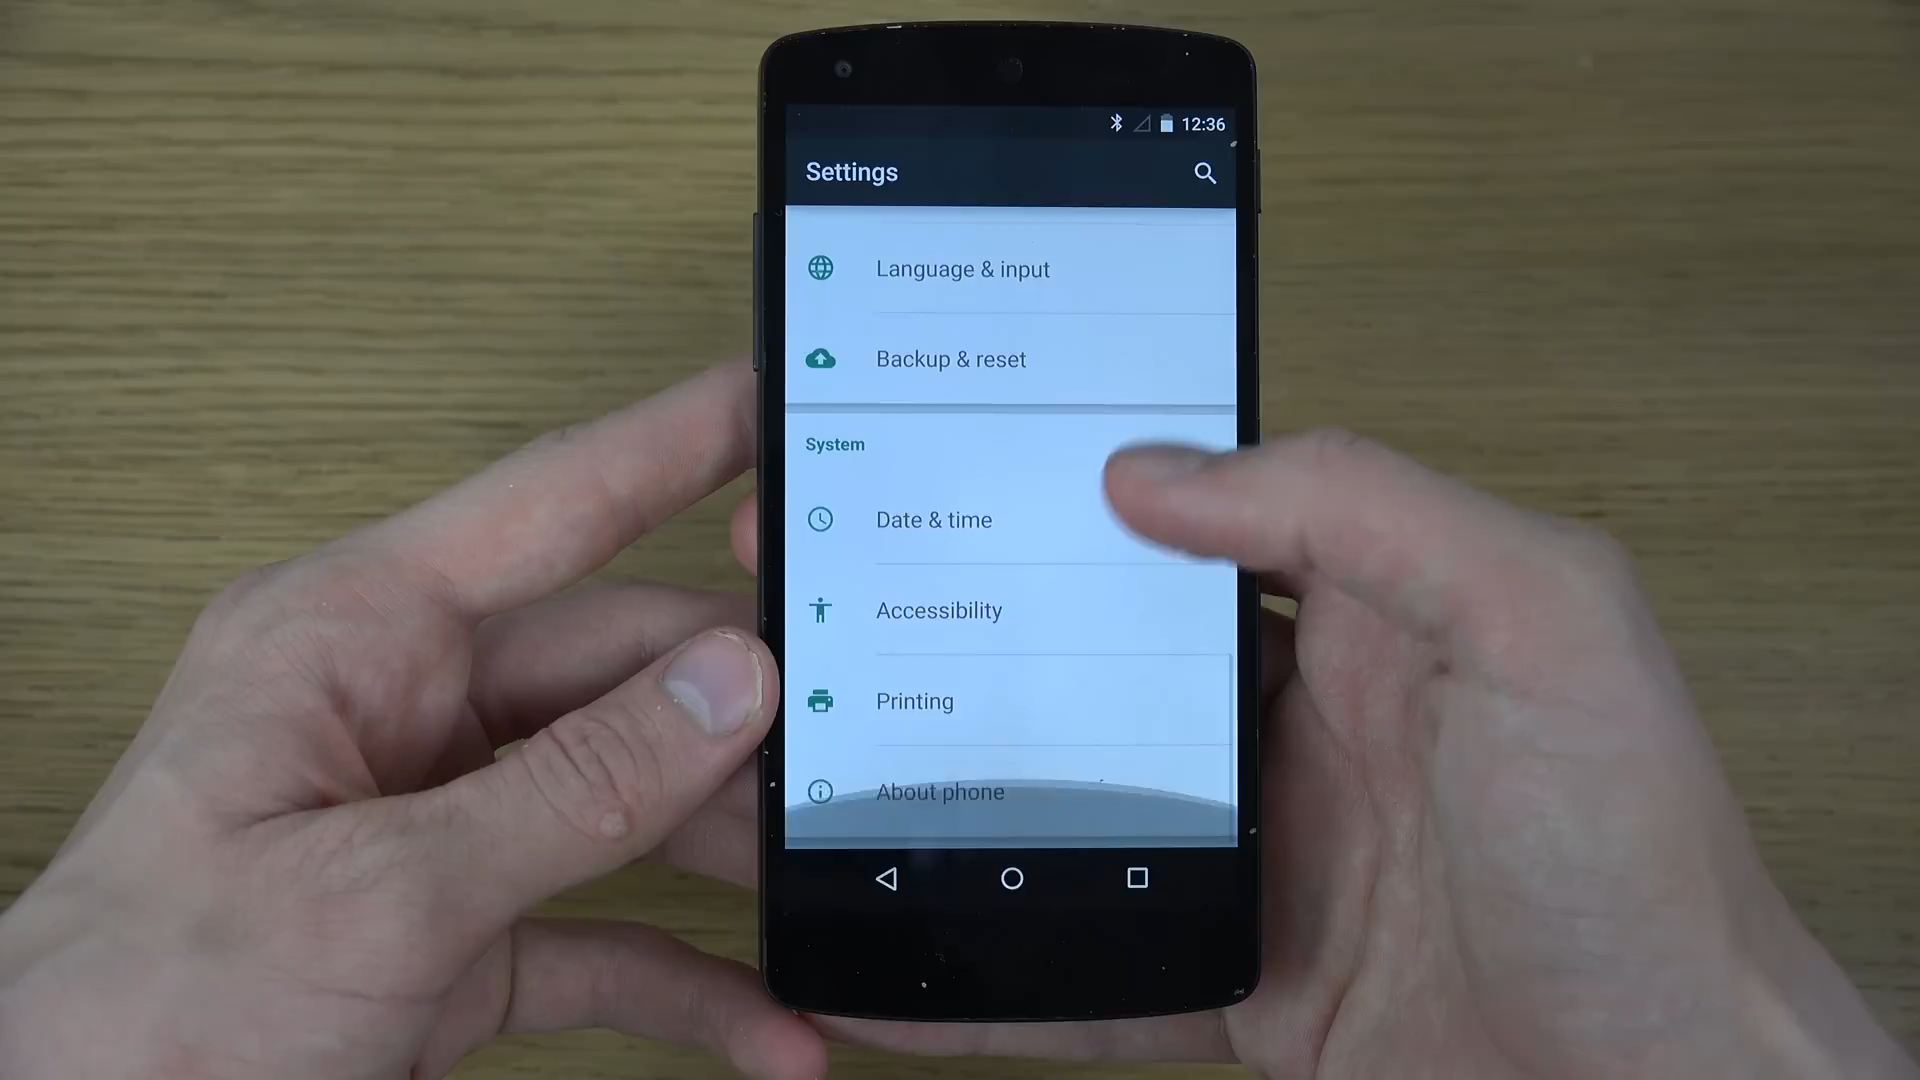 12:36
Settings
Language & input
Backup & reset
System
Date & time
Accessibility
Printing
About phone